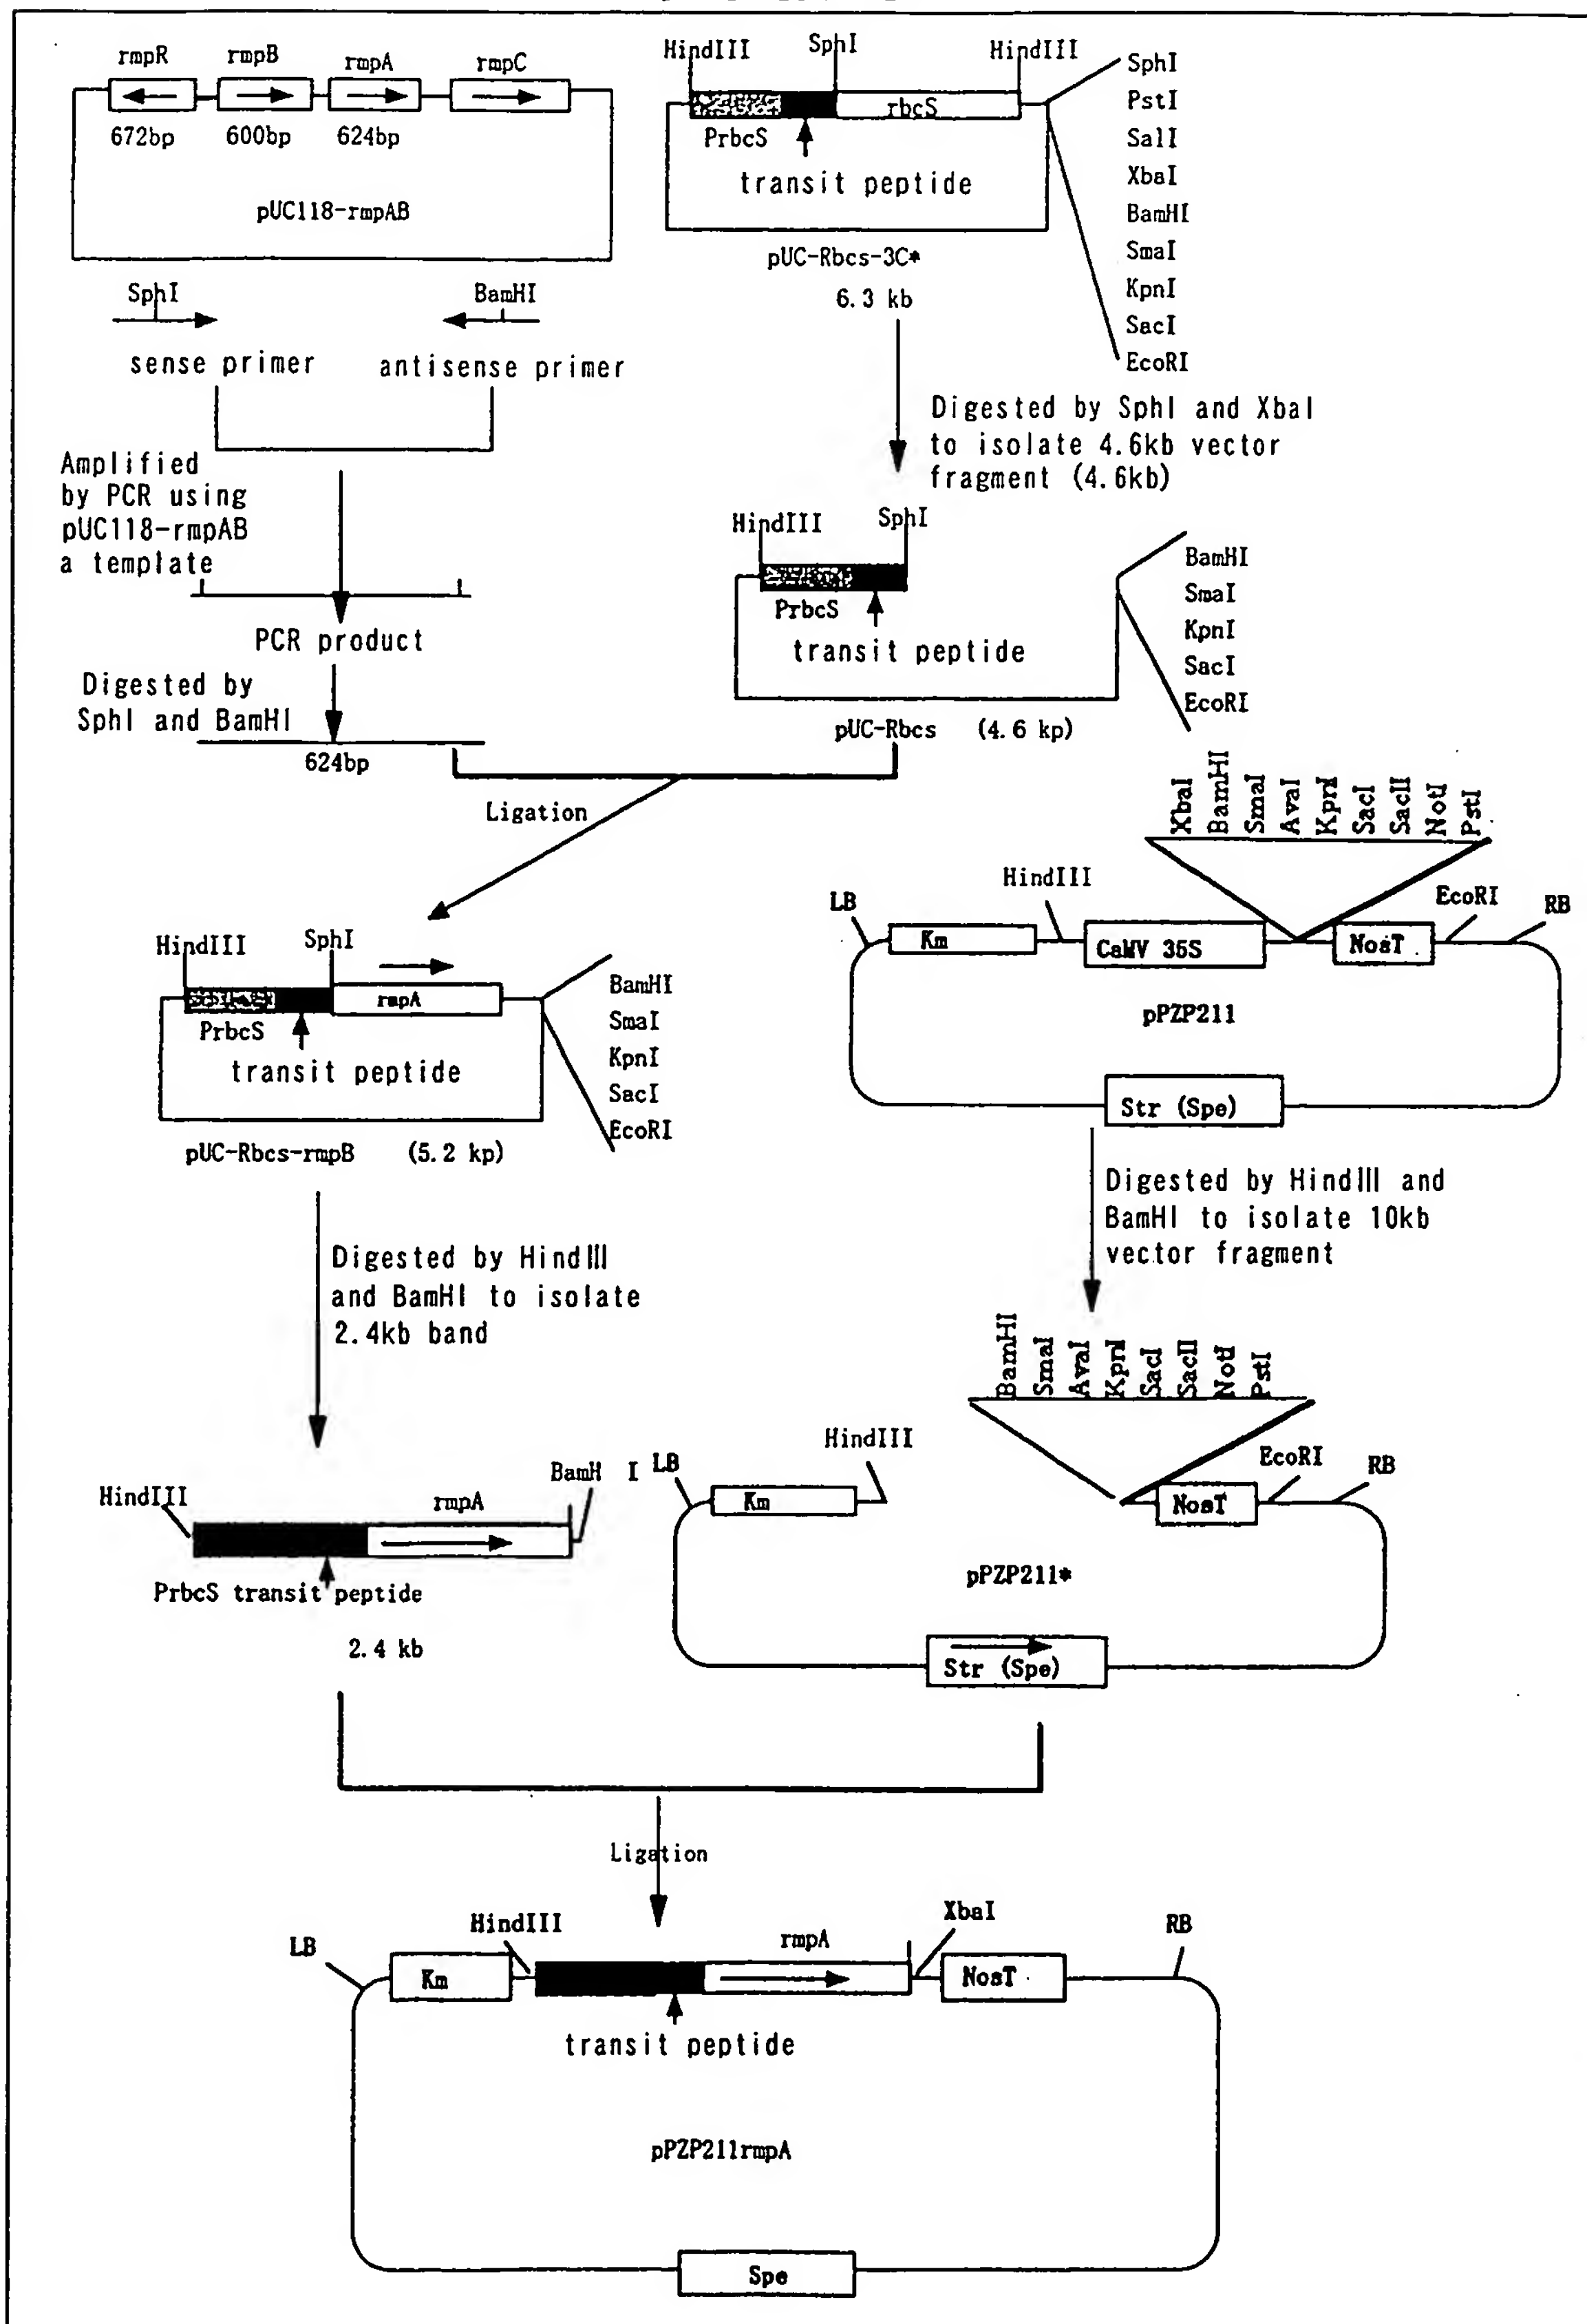 rmpR rmpB rmpA rmpC
672bp 600bp 624bp
pUC118-rmpAB
SphI BamHI
sense primer antisense primer
Amplified
by PCR using
pUC118-rmpAB
a template
PCR product
Digested by
SphI and BamHI
624bp
HindIII SphI HindIII
rbcS
PrbcS
transit peptide
pUC-Rbcs-3C*
6.3 kb
SphI
PstI
SalI
XbaI
BamHI
SmaI
KpnI
SacI
EcoRI
Digested by SphI and XbaI
to isolate 4.6kb vector
fragment (4.6kb)
HindIII SphI
PrbcS
transit peptide
pUC-Rbcs (4.6 kp)
BamHI
SmaI
KpnI
SacI
EcoRI
Ligation
HindIII SphI
rmpA
PrbcS
transit peptide
pUC-Rbcs-rmpB (5.2 kp)
BamHI
SmaI
KpnI
SacI
EcoRI
XbaI
BamHI
SmaI
AvaI
KpnI
SacI
SacII
NotI
PstI
LB HindIII EcoRI RB
Km CaMV 35S NosT
pPZP211
Str (Spe)
Digested by HindIII and
BamHI to isolate 10kb
vector fragment
Digested by HindIII
and BamHI to isolate
2.4kb band
HindIII rmpA BamH I
PrbcS transit peptide
2.4 kb
BamHI
SmaI
AvaI
KpnI
SacI
SacII
NotI
PstI
LB HindIII EcoRI RB
Km NosT
pPZP211*
Str (Spe)
Ligation
LB HindIII rmpA XbaI RB
Km NosT
transit peptide
pPZP211rmpA
Spe